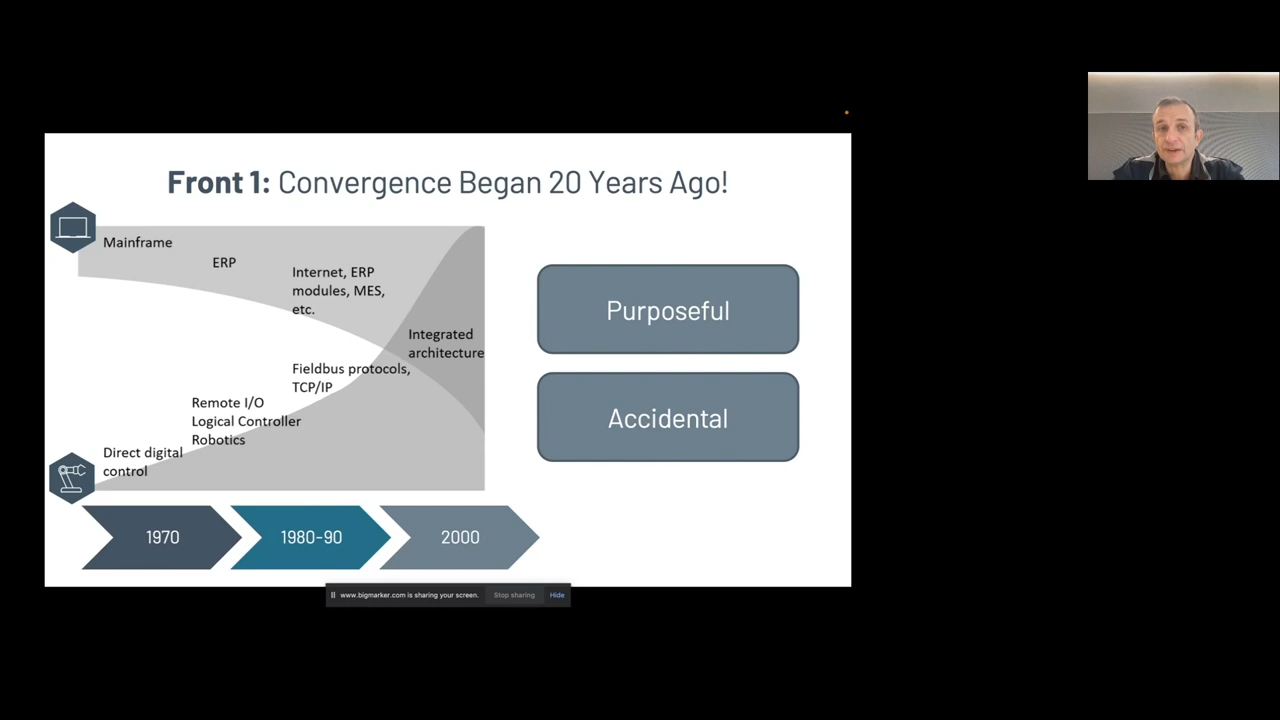 Front 1: Convergence Began 20 Years Ago!
Mainframe
ERP
Internet, ERP
modules, MES,
etc.
Integrated
architecture
Fieldbus protocols,
TCP/IP
Remote I/O
Logical Controller
Robotics
Direct digital
control
Purposeful
Accidental
1970
1980-90
2000
www.bigmarker.com is sharing your screen.
Stop sharing
Hide